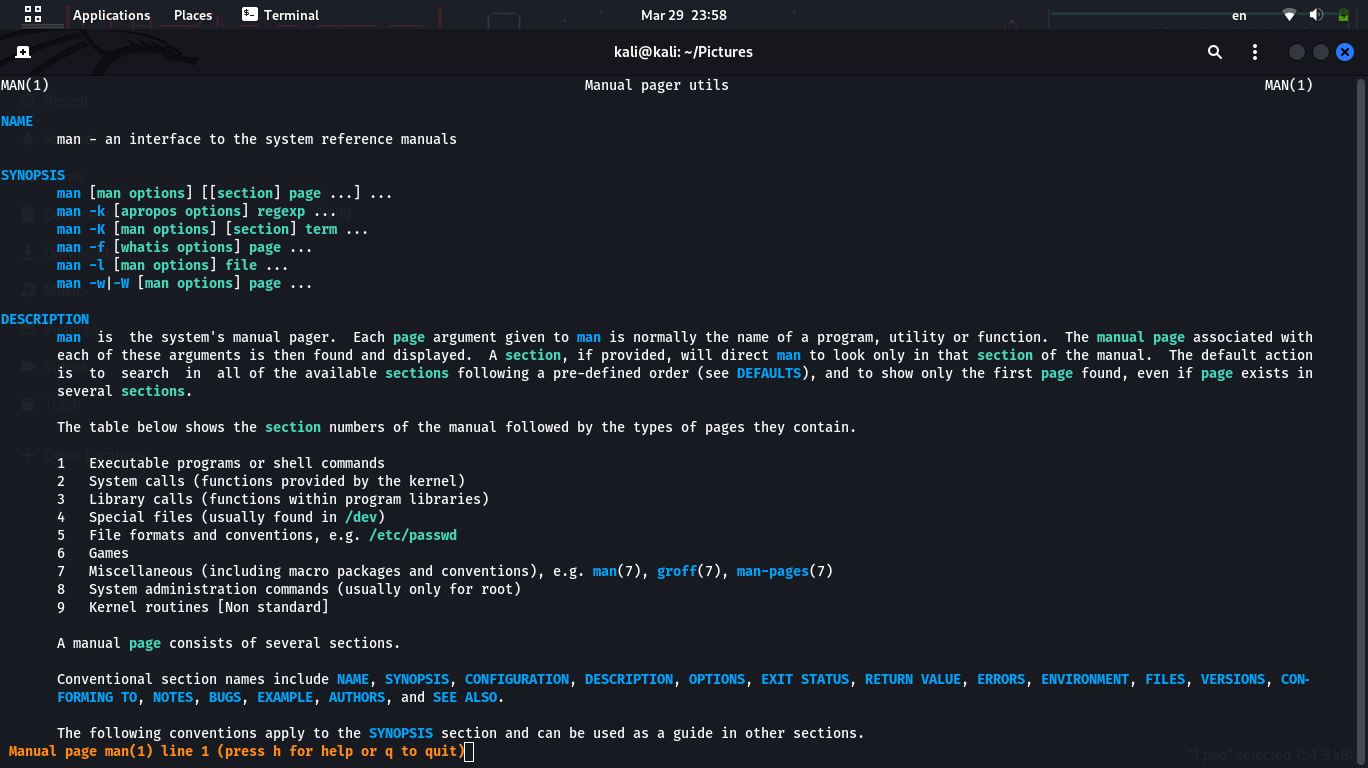 Applications Places Terminal Mar 29 23:58 en
kali@kali: ~/Pictures
MAN(1) Manual pager utils MAN(1)
Recent
NAME
man - an interface to the system reference manuals
SYNOPSIS
man [man options] [[section] page ...] ...
man -k [apropos options] regexp ...
man -K [man options] [section] term ...
man -f [whatis options] page ...
man -l [man options] file ...
man -w|-W [man options] page ...
Music
DESCRIPTION
man is the system's manual pager. Each page argument given to man is normally the name of a program, utility or function. The manual page associated with
each of these arguments is then found and displayed. A section, if provided, will direct man to look only in that section of the manual. The default action
is to search in all of the available sections following a pre-defined order (see DEFAULTS), and to show only the first page found, even if page exists in
several sections.
Trash
The table below shows the section numbers of the manual followed by the types of pages they contain.
Other Locations
1 Executable programs or shell commands
2 System calls (functions provided by the kernel)
3 Library calls (functions within program libraries)
4 Special files (usually found in /dev)
5 File formats and conventions, e.g. /etc/passwd
6 Games
7 Miscellaneous (including macro packages and conventions), e.g. man(7), groff(7), man-pages(7)
8 System administration commands (usually only for root)
9 Kernel routines [Non standard]
A manual page consists of several sections.
Conventional section names include NAME, SYNOPSIS, CONFIGURATION, DESCRIPTION, OPTIONS, EXIT STATUS, RETURN VALUE, ERRORS, ENVIRONMENT, FILES, VERSIONS, CON-
FORMING TO, NOTES, BUGS, EXAMPLE, AUTHORS, and SEE ALSO.
The following conventions apply to the SYNOPSIS section and can be used as a guide in other sections.
Manual page man(1) line 1 (press h for help or q to quit)
"1.png" selected (54.3 kB)